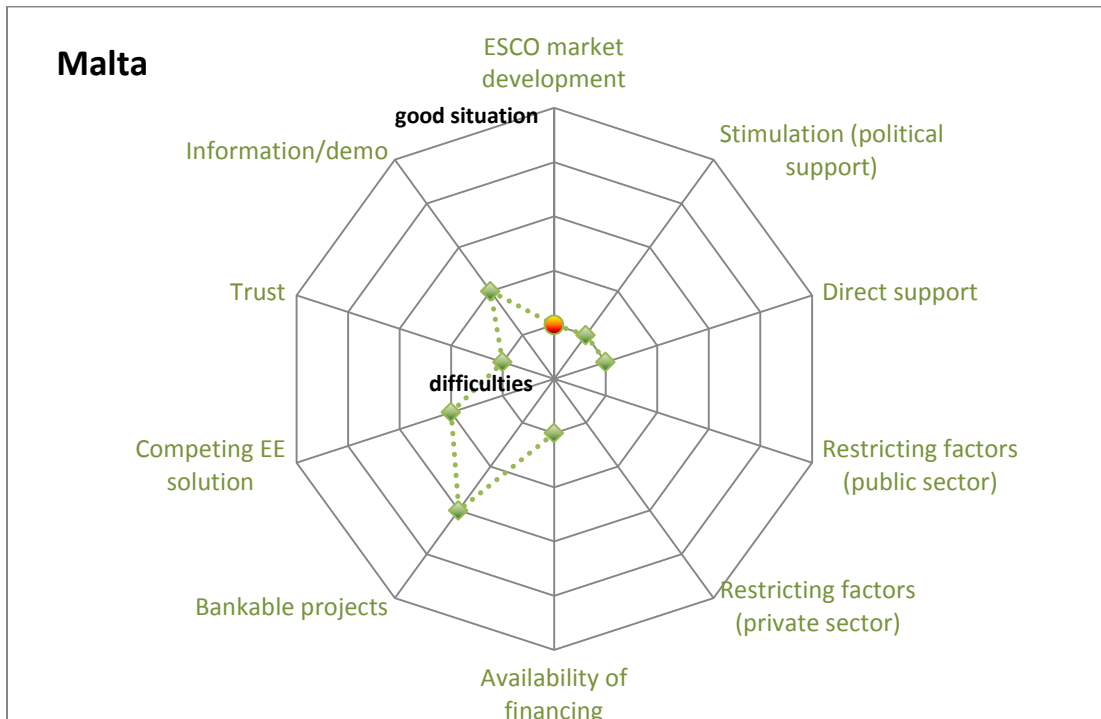 Malta
ESCO market
development
good situation
Stimulation (political
support)
Information/demo
Trust
Direct support
difficulties
Competing EE
solution
Restricting factors
(public sector)
Bankable projects
Restricting factors
(private sector)
Availability of
financing